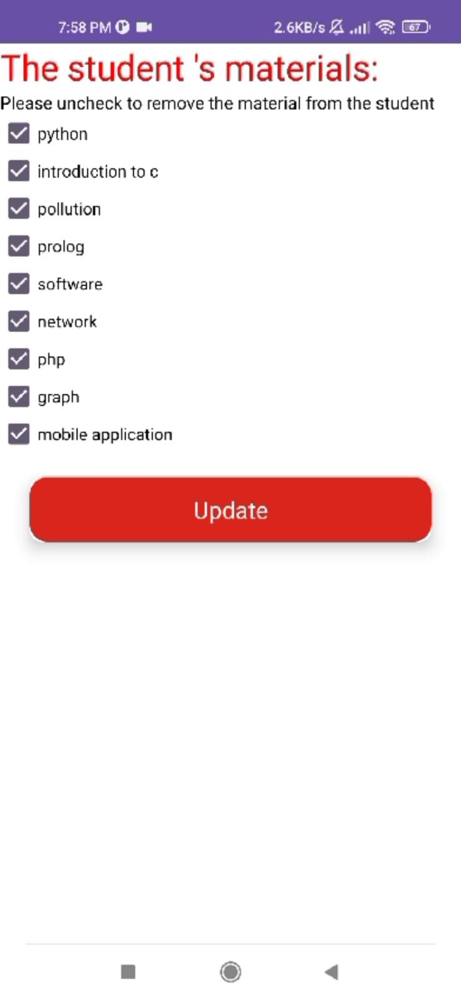 7:58 PM 2.6KB/s 67
The student 's materials:
Please uncheck to remove the material from the student
python
introduction to c
pollution
prolog
software
network
php
graph
mobile application
Update